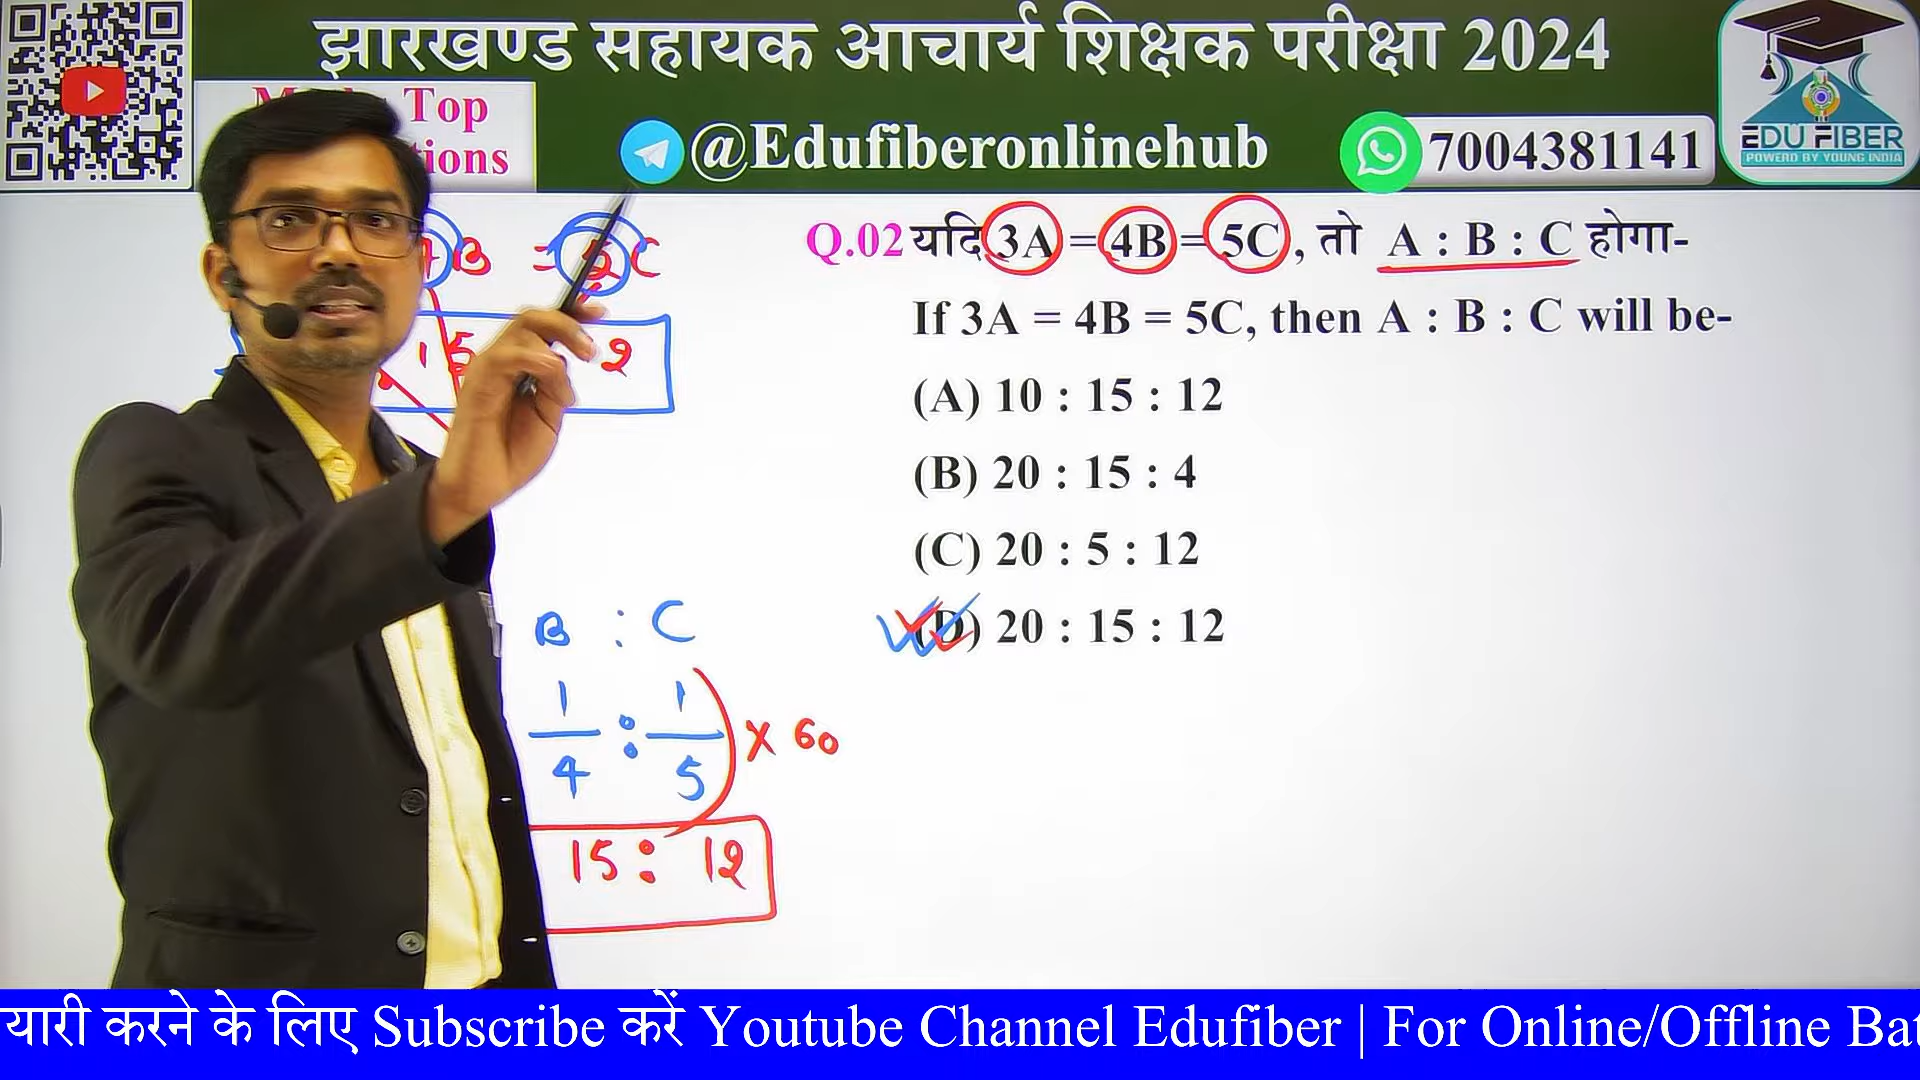 झारखण्ड सहायक आचार्य शिक्षक परीक्षा 2024
Top
@Edufiberonlinehub
7004381141
EDU FIBER
POWERD BY YOUNG INDIA
Q.02 यदि 3A = 4B = 5C, तो A : B : C होगा-
If 3A = 4B = 5C, then A : B : C will be-
(A) 10 : 15 : 12
(B) 20 : 15 : 4
(C) 20 : 5 : 12
(D) 20 : 15 : 12
B = 5C
15
B : C
1/4 : 1/5 ) x 60
15 : 12
यारी करने के लिए Subscribe करें Youtube Channel Edufiber | For Online/Offline Bat